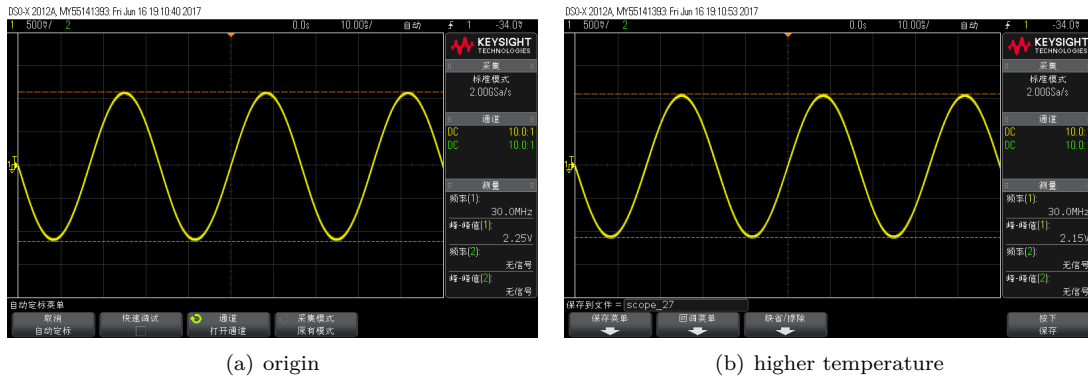 DSO-X 2012A, MY55141393: Fri Jun 16 19:10:40 2017
1 500mV/ 2 0.0s 10.00ns/ 自动 1 -34.0mV
KEYSIGHT
TECHNOLOGIES
采集
标准模式
2.00GSa/s
通道
DC 10.0:1
DC 10.0:1
测量
频率(1):
30.0MHz
峰-峰值(1):
2.25V
频率(2):
无信号
峰-峰值(2):
无信号
自动定标菜单
取消
自动定标
快速调试
通道
打开通道
采集模式
原有模式
(a) origin
DSO-X 2012A, MY55141393: Fri Jun 16 19:10:53 2017
1 500mV/ 2 0.0s 10.00ns/ 自动 1 -34.0mV
KEYSIGHT
TECHNOLOGIES
采集
标准模式
2.00GSa/s
通道
DC 10.0:
DC 10.0:
测量
频率(1):
30.0MHz
峰-峰值(1):
2.15V
频率(2):
无信号
峰-峰值(2):
无信号
保存到文件 = scope_27
保存菜单
回调菜单
缺省/擦除
按下
保存
(b) higher temperature